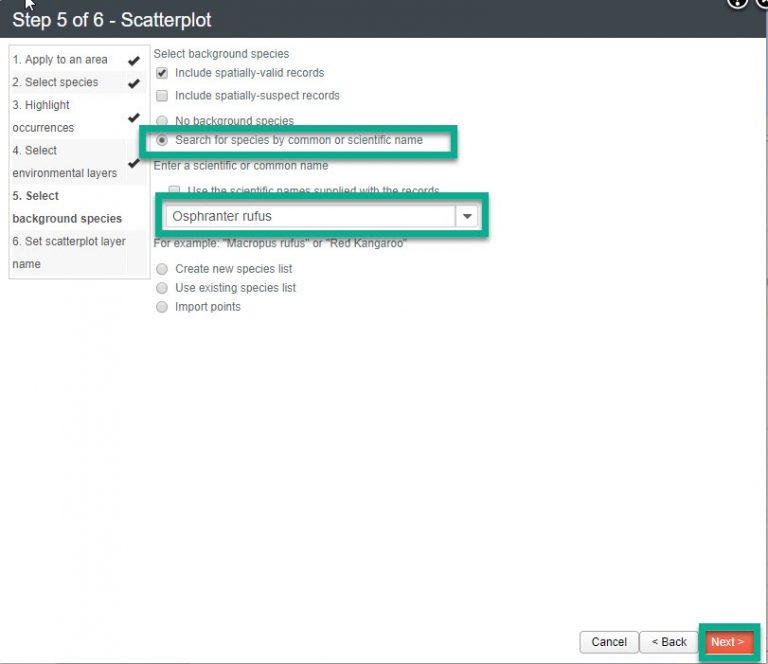 Step 5 of 6 - Scatterplot
1. Apply to an area
2. Select species
3. Highlight
occurrences
4. Select
environmental layers
5. Select
background species
6. Set scatterplot layer
name
Select background species
Include spatially-valid records
Include spatially-suspect records
No background species
Search for species by common or scientific name
Enter a scientific or common name
Use the scientific names supplied with the records
Osphranter rufus
For example: "Macropus rufus" or "Red Kangaroo"
Create new species list
Use existing species list
Import points
Cancel
< Back
Next >